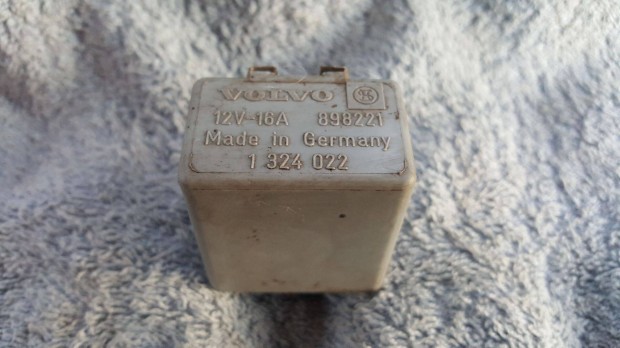 VOLVO
12V-16A 898221
Made in Germany
1 324 022